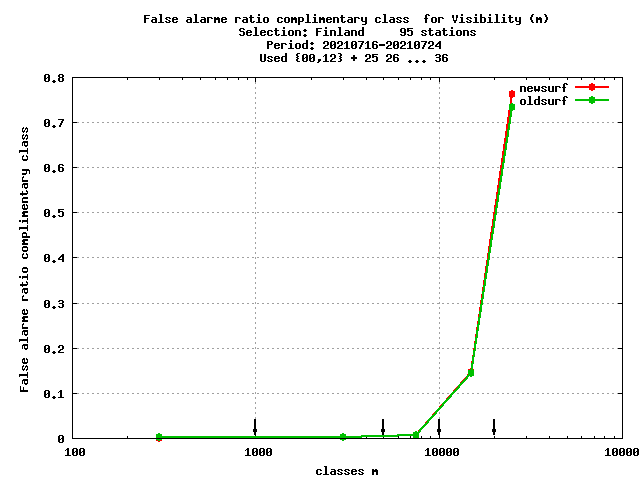 False alarme ratio complimentary class  for Visibility (m)
Selection: Finland     95 stations
Period: 20210716-20210724
Used {00,12} + 25 26 ... 36
newsurf
oldsurf
False alarme ratio complimentary class
0.8
0.7
0.6
0.5
0.4
0.3
0.2
0.1
0
100 1000 10000 10000
classes m